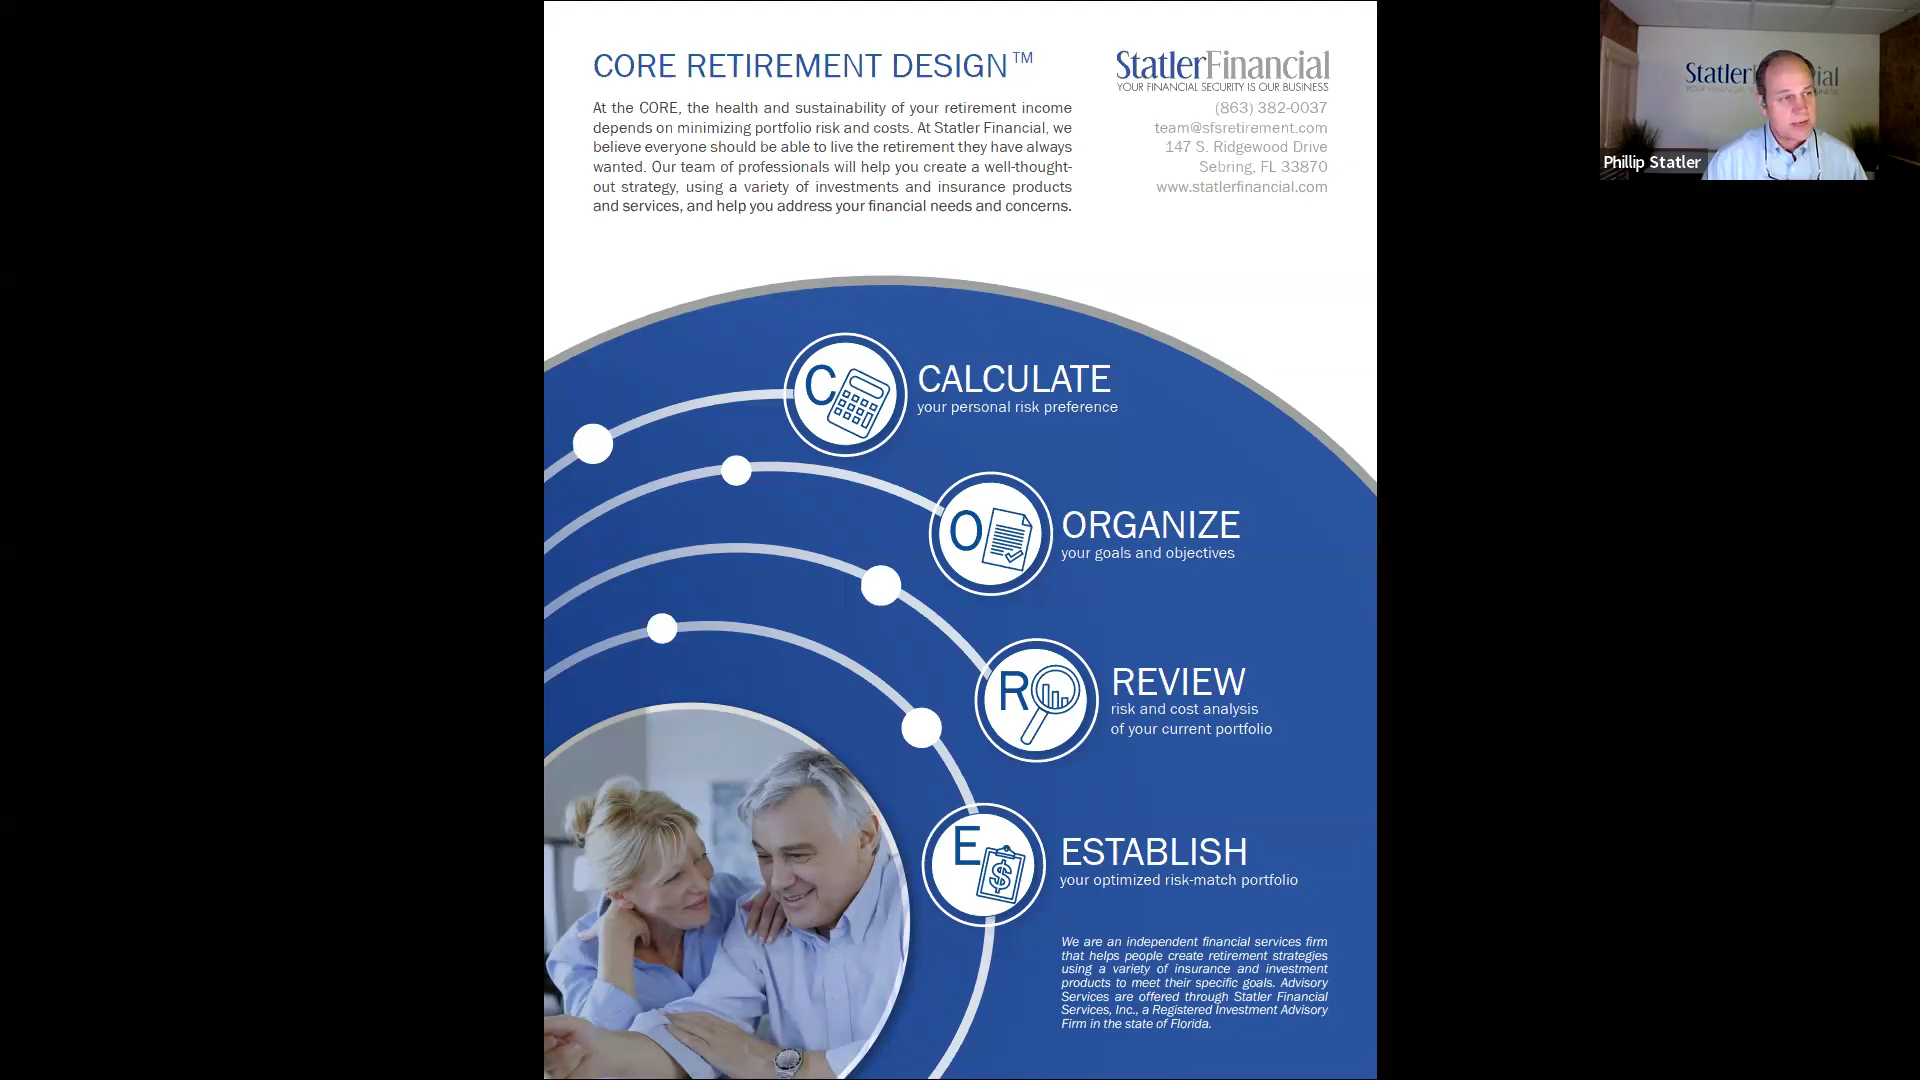 CORE RETIREMENT DESIGN™
At the CORE, the health and sustainability of your retirement income
depends on minimizing portfolio risk and costs. At Statler Financial, we
believe everyone should be able to live the retirement they have always
wanted. Our team of professionals will help you create a well-thought-
out strategy, using a variety of investments and insurance products
and services, and help you address your financial needs and concerns.
StatlerFinancial
YOUR FINANCIAL SECURITY IS OUR BUSINESS
(863) 382-0037
team@sfsretirement.com
147 S. Ridgewood Drive
Sebring, FL 33870
www.statlerfinancial.com
C
CALCULATE
your personal risk preference
O
ORGANIZE
your goals and objectives
R
REVIEW
risk and cost analysis
of your current portfolio
E
$
ESTABLISH
your optimized risk-match portfolio
We are an independent financial services firm
that helps people create retirement strategies
using a variety of insurance and investment
products to meet their specific goals. Advisory
Services are offered through Statler Financial
Services, Inc., a Registered Investment Advisory
Firm in the state of Florida.
Phillip Statler